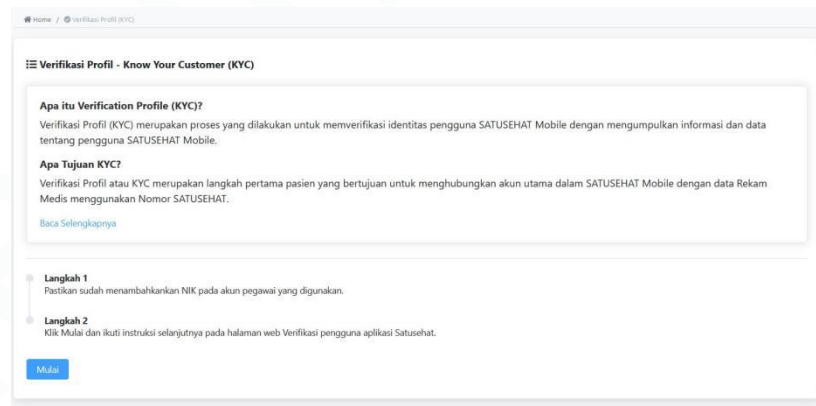 Home / Verifikasi Profil (KYC)
Verifikasi Profil - Know Your Customer (KYC)
Apa itu Verification Profile (KYC)?
Verifikasi Profil (KYC) merupakan proses yang dilakukan untuk memverifikasi identitas pengguna SATUSEHAT Mobile dengan mengumpulkan informasi dan data
tentang pengguna SATUSEHAT Mobile.
Apa Tujuan KYC?
Verifikasi Profil atau KYC merupakan langkah pertama pasien yang bertujuan untuk menghubungkan akun utama dalam SATUSEHAT Mobile dengan data Rekam
Medis menggunakan Nomor SATUSEHAT.
Baca Selengkapnya
Langkah 1
Pastikan sudah menambahkankan NIK pada akun pegawai yang digunakan.
Langkah 2
Klik Mulai dan ikuti instruksi selanjutnya pada halaman web Verifikasi pengguna aplikasi Satusehat.
Mulai